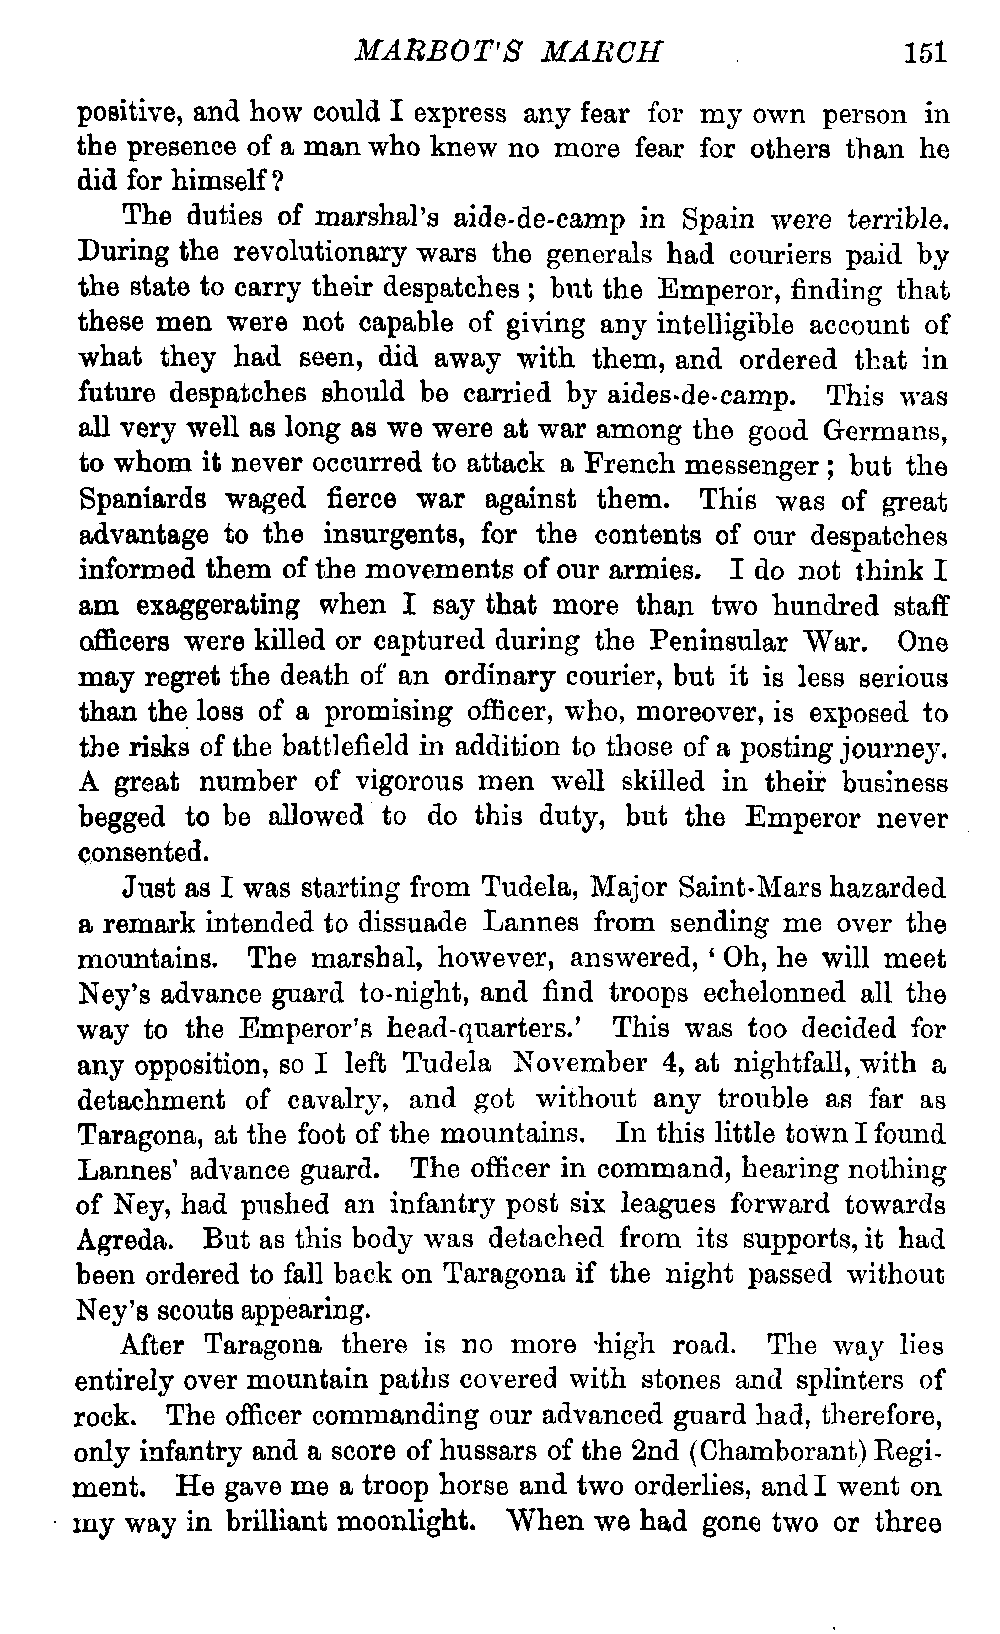 MARBOT'S MARCH 151
positive, and how could I express any fear for my own person in
the presence of a man who knew no more fear for others than he
did for himself?
The duties of marshal's aide-de-camp in Spain were terrible.
During the revolutionary wars the generals had couriers paid by
the state to carry their despatches; but the Emperor, finding that
these men were not capable of giving any intelligible account of
what they had seen, did away with them, and ordered that in
future despatches should be carried by aides-de-camp. This was
all very well as long as we were at war among the good Germans,
to whom it never occurred to attack a French messenger; but the
Spaniards waged fierce war against them. This was of great
advantage to the insurgents, for the contents of our despatches
informed them of the movements of our armies. I do not think I
am exaggerating when I say that more than two hundred staff
officers were killed or captured during the Peninsular War. One
may regret the death of an ordinary courier, but it is less serious
than the loss of a promising officer, who, moreover, is exposed to
the risks of the battlefield in addition to those of a posting journey.
A great number of vigorous men well skilled in their business
begged to be allowed to do this duty, but the Emperor never
consented.
Just as I was starting from Tudela, Major Saint-Mars hazarded
a remark intended to dissuade Lannes from sending me over the
mountains. The marshal, however, answered, ‘Oh, he will meet
Ney's advance guard to-night, and find troops echelonned all the
way to the Emperor's head-quarters.’ This was too decided for
any opposition, so I left Tudela November 4, at nightfall, with a
detachment of cavalry, and got without any trouble as far as
Taragona, at the foot of the mountains. In this little town I found
Lannes' advance guard. The officer in command, hearing nothing
of Ney, had pushed an infantry post six leagues forward towards
Agreda. But as this body was detached from its supports, it had
been ordered to fall back on Taragona if the night passed without
Ney's scouts appearing.
After Taragona there is no more high road. The way lies
entirely over mountain paths covered with stones and splinters of
rock. The officer commanding our advanced guard had, therefore,
only infantry and a score of hussars of the 2nd (Chamborant) Regi-
ment. He gave me a troop horse and two orderlies, and I went on
my way in brilliant moonlight. When we had gone two or three